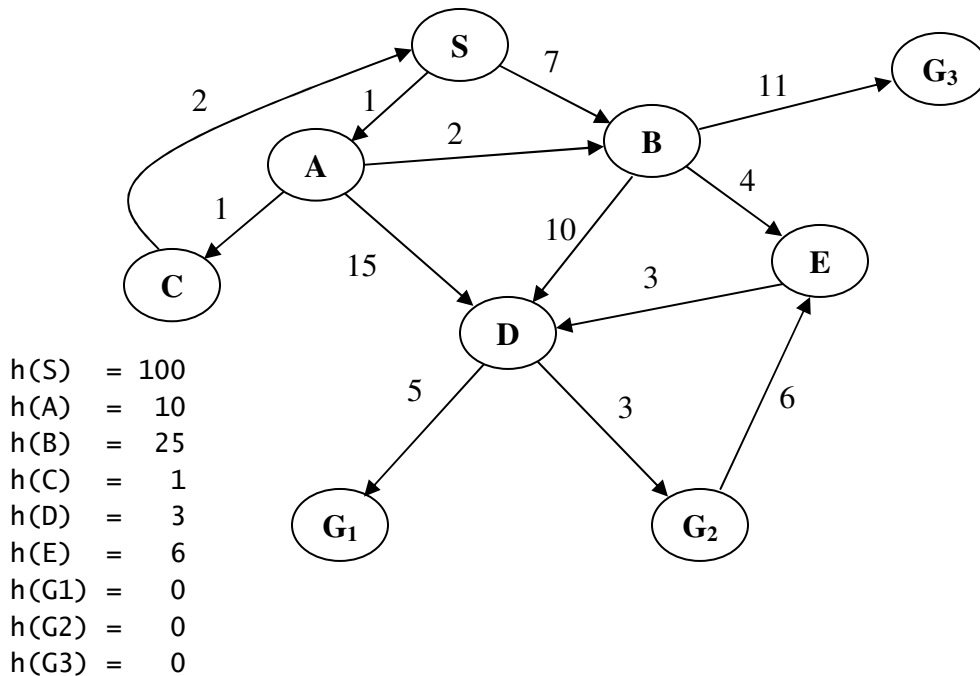 S
7
G₃
11
2
1
2
B
A
4
1
10
E
15
3
C
D
h(S) = 100
h(A) = 10
h(B) = 25
h(C) = 1
h(D) = 3
h(E) = 6
h(G1) = 0
h(G2) = 0
h(G3) = 0
5
3
6
G₁
G₂